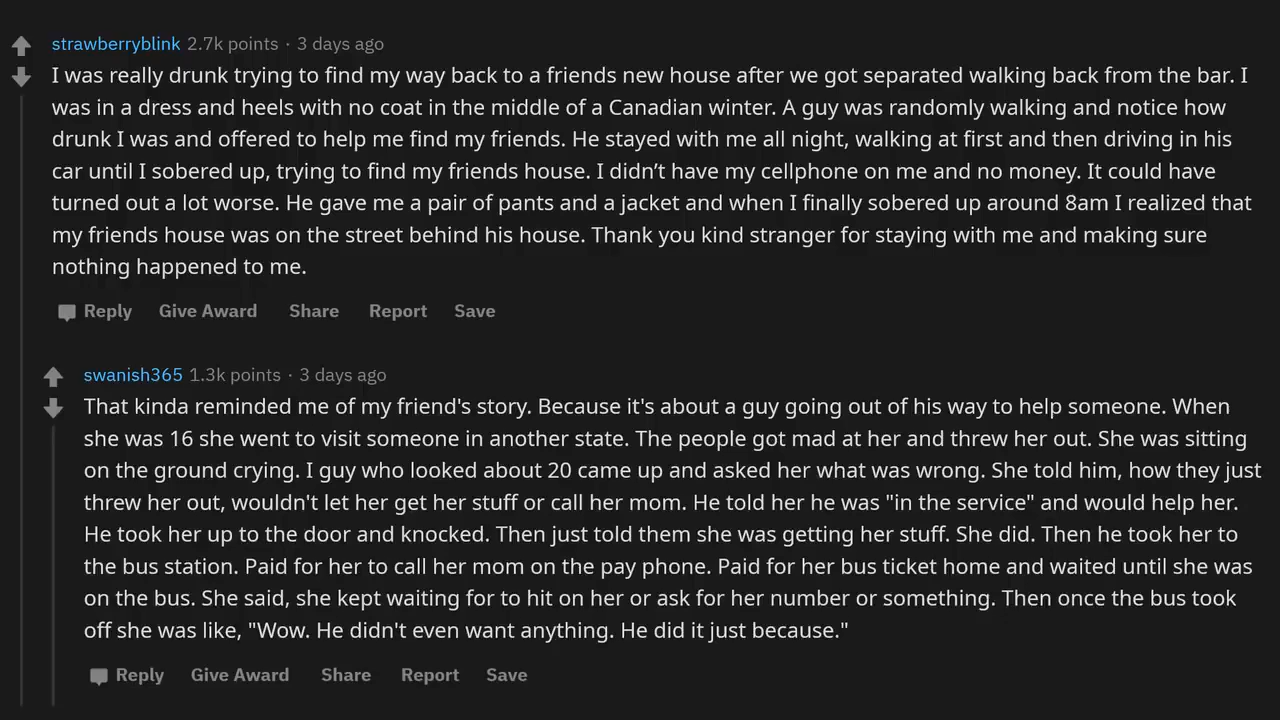 strawberryblink 2.7k points · 3 days ago
I was really drunk trying to find my way back to a friends new house after we got separated walking back from the bar. I
was in a dress and heels with no coat in the middle of a Canadian winter. A guy was randomly walking and notice how
drunk I was and offered to help me find my friends. He stayed with me all night, walking at first and then driving in his
car until I sobered up, trying to find my friends house. I didn’t have my cellphone on me and no money. It could have
turned out a lot worse. He gave me a pair of pants and a jacket and when I finally sobered up around 8am I realized that
my friends house was on the street behind his house. Thank you kind stranger for staying with me and making sure
nothing happened to me.
Reply Give Award Share Report Save
swanish365 1.3k points · 3 days ago
That kinda reminded me of my friend's story. Because it's about a guy going out of his way to help someone. When
she was 16 she went to visit someone in another state. The people got mad at her and threw her out. She was sitting
on the ground crying. I guy who looked about 20 came up and asked her what was wrong. She told him, how they just
threw her out, wouldn't let her get her stuff or call her mom. He told her he was "in the service" and would help her.
He took her up to the door and knocked. Then just told them she was getting her stuff. She did. Then he took her to
the bus station. Paid for her to call her mom on the pay phone. Paid for her bus ticket home and waited until she was
on the bus. She said, she kept waiting for to hit on her or ask for her number or something. Then once the bus took
off she was like, "Wow. He didn't even want anything. He did it just because."
Reply Give Award Share Report Save